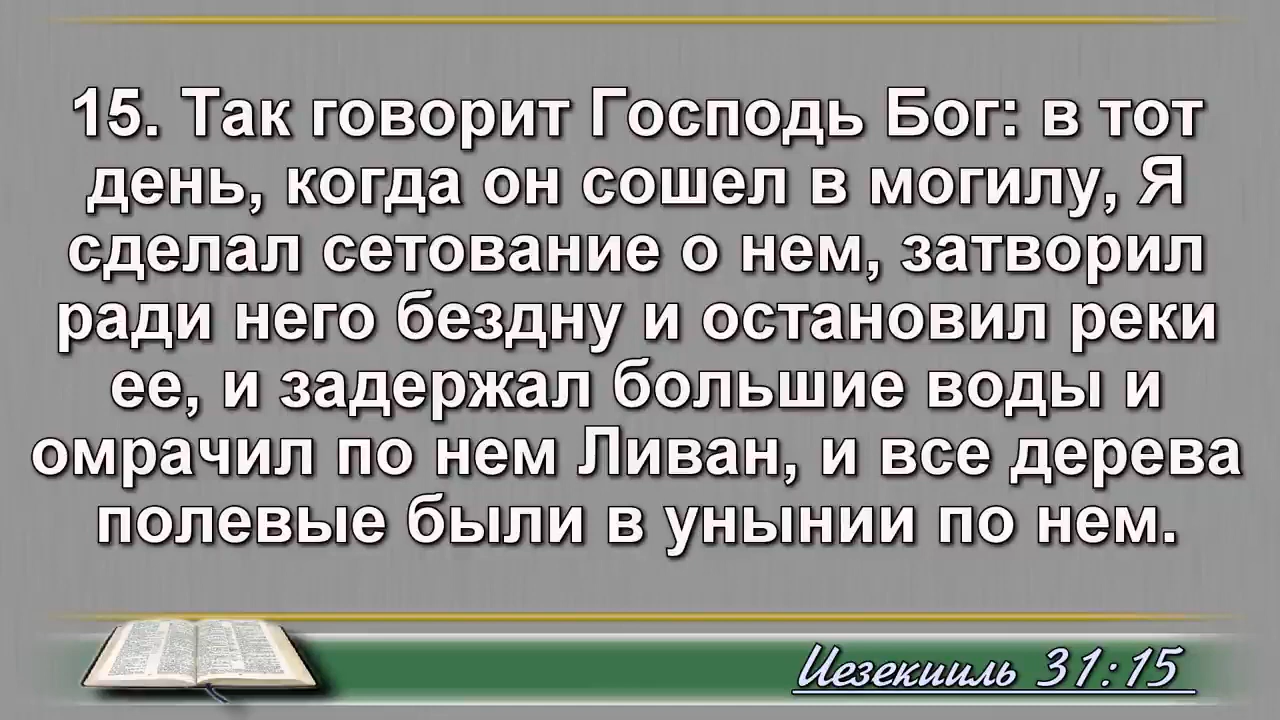 15. Так говорит Господь Бог: в тот
день, когда он сошел в могилу, Я
сделал сетование о нем, затворил
ради него бездну и остановил реки
ее, и задержал большие воды и
омрачил по нем Ливан, и все дерева
полевые были в унынии по нем.
Иезекииль 31:15